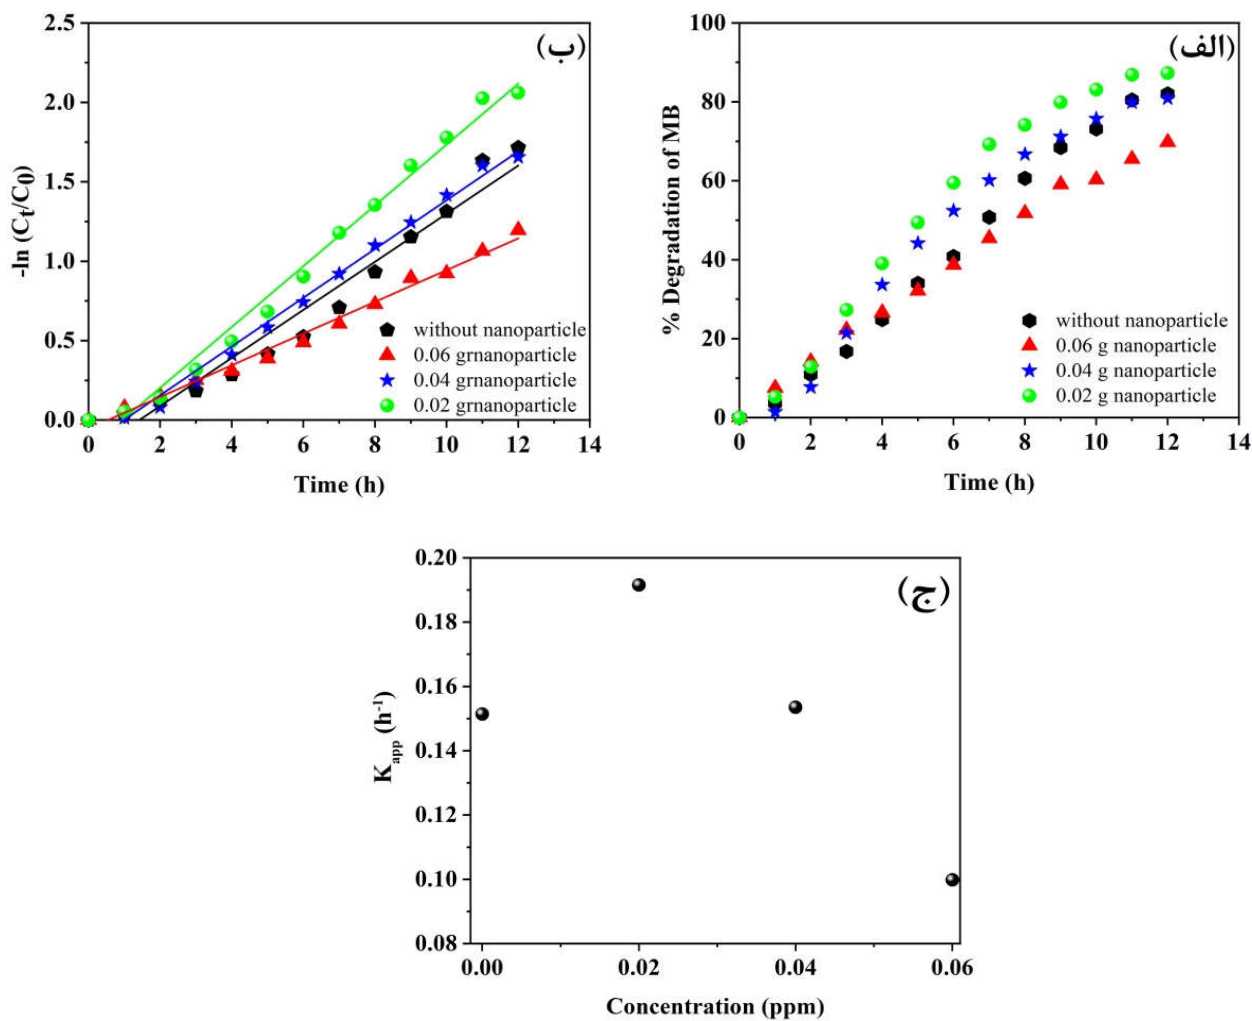 (ب)
2.5
2.0
1.5
1.0
0.5
0.0
-ln (Ct/C0)
without nanoparticle
0.06 grnanoparticle
0.04 grnanoparticle
0.02 grnanoparticle
0 2 4 6 8 10 12 14
Time (h)
(الف)
100
80
60
40
20
0
% Degradation of MB
without nanoparticle
0.06 g nanoparticle
0.04 g nanoparticle
0.02 g nanoparticle
0 2 4 6 8 10 12 14
Time (h)
(ج)
0.20
0.18
0.16
0.14
0.12
0.10
0.08
Kapp (h-1)
0.00 0.02 0.04 0.06
Concentration (ppm)